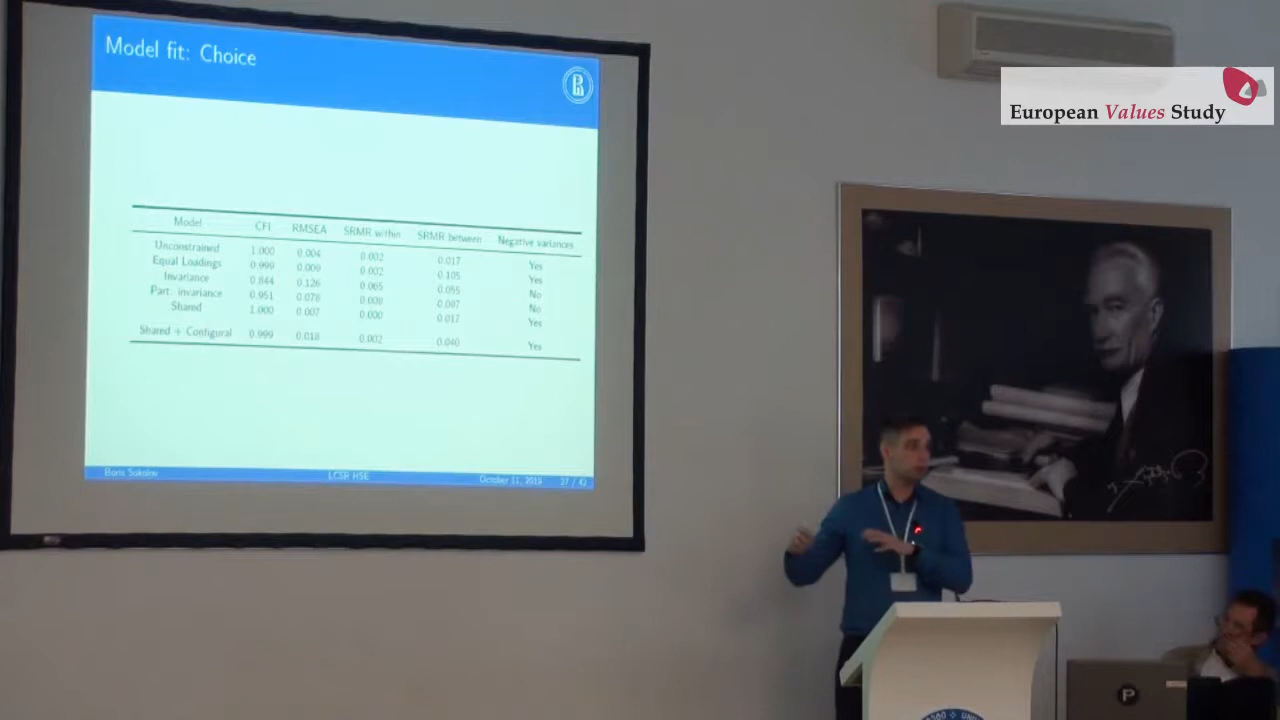 Model fit: Choice
European Values Study
Model CFI RMSEA SRMR within SRMR between Negative variances
Unconstrained 1.000 0.004 0.002 0.017 Yes
Equal Loadings 0.999 0.009 0.002 0.105 Yes
Invariance 0.844 0.126 0.065 0.055 No
Part. invariance 0.951 0.078 0.008 0.007 No
Shared 1.000 0.007 0.000 0.017 Yes
Shared + Configural 0.999 0.018 0.002 0.040 Yes
Boris Sokolov LCSR HSE October 11, 2019